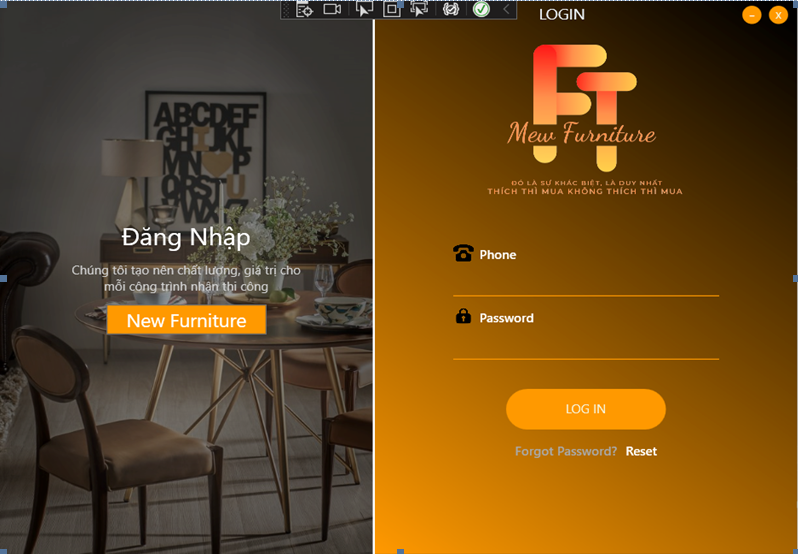 LOGIN
ABCDEF
Đăng Nhập
Chúng tôi tạo nên chất lượng, giá trị cho
mỗi công trình nhận thi công
New Furniture
FT
Mew Furniture
ĐÓ LÀ SỰ KHÁC BIỆT, LÀ DUY NHẤT
THÍCH THÌ MUA KHÔNG THÍCH THÌ MUA
Phone
Password
LOG IN
Forgot Password? Reset